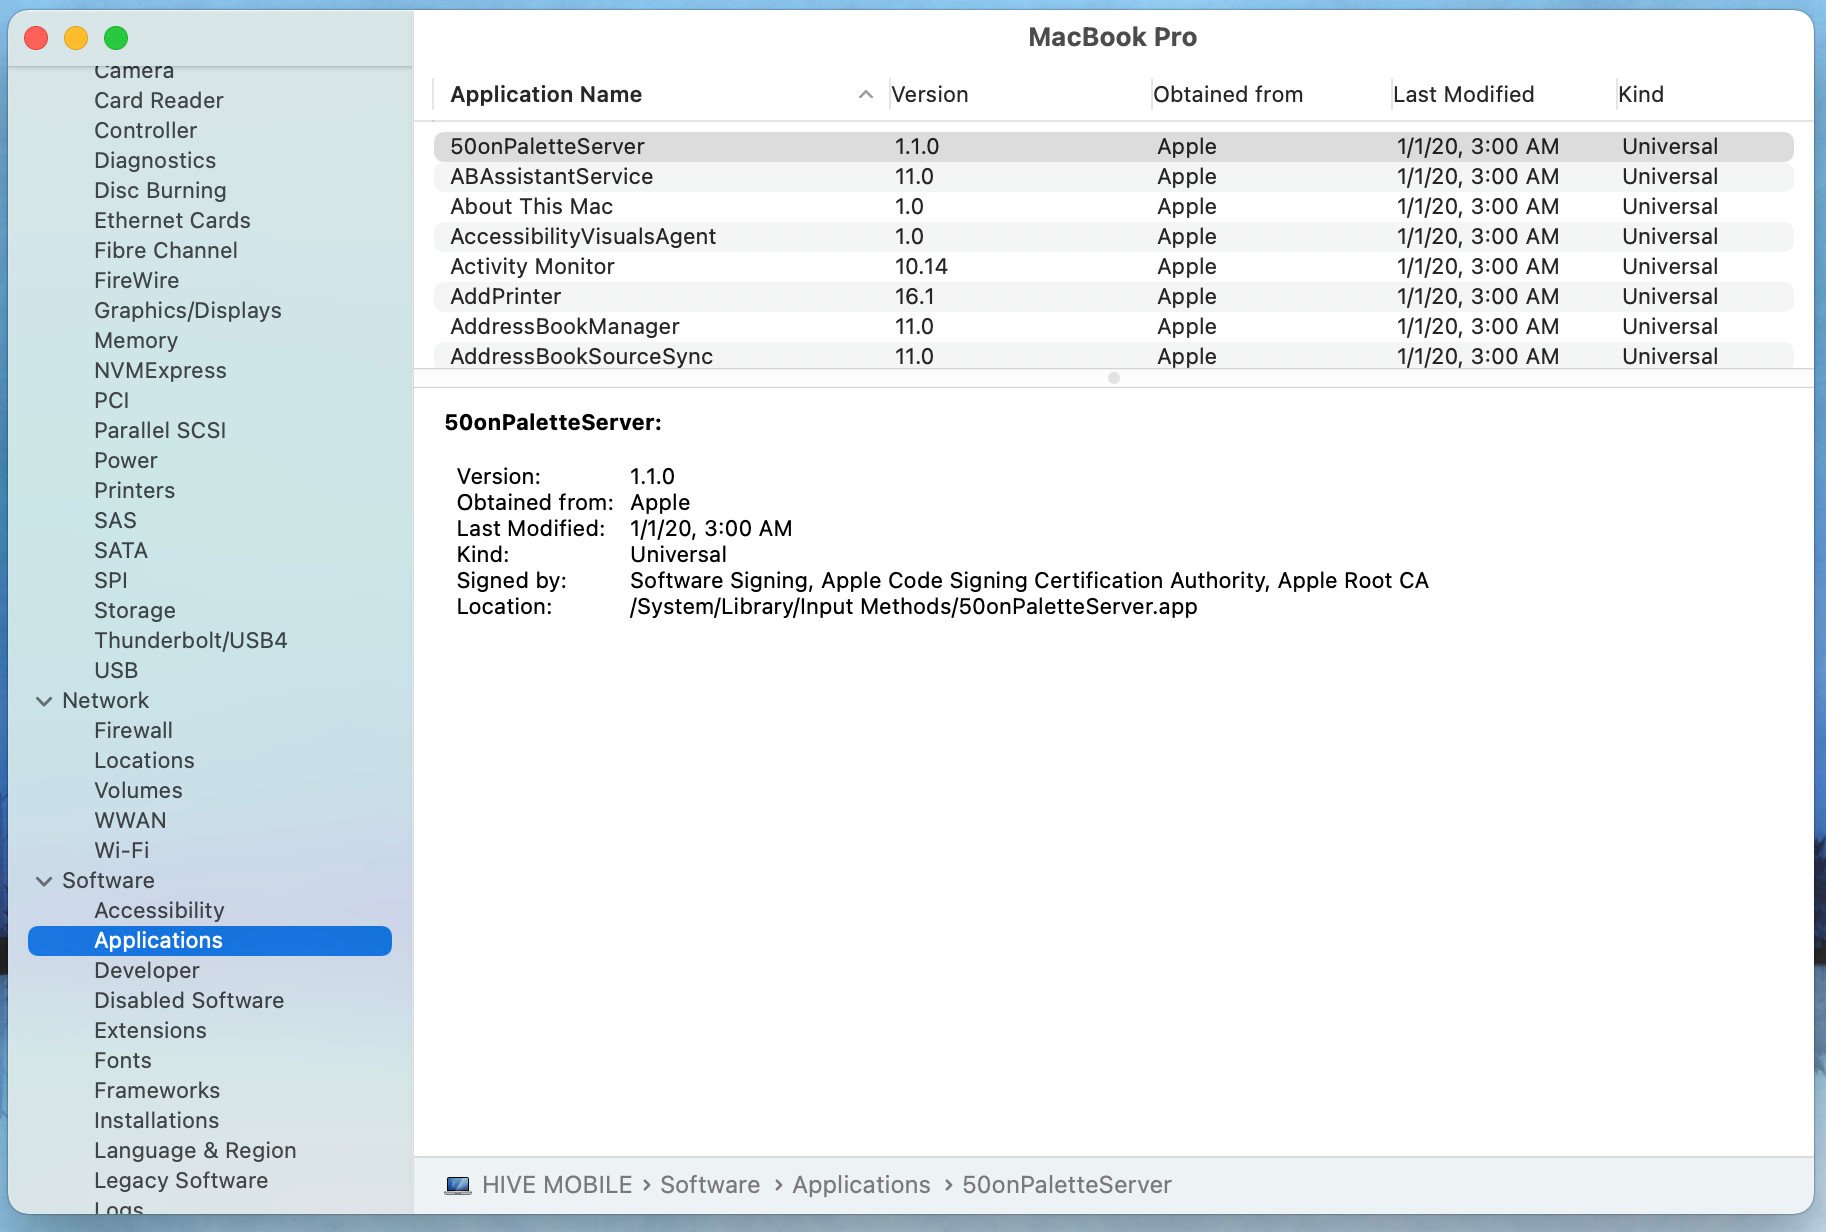 MacBook Pro
Camera
Card Reader
Controller
Diagnostics
Disc Burning
Ethernet Cards
Fibre Channel
FireWire
Graphics/Displays
Memory
NVMExpress
PCI
Parallel SCSI
Power
Printers
SAS
SATA
SPI
Storage
Thunderbolt/USB4
USB
Network
Firewall
Locations
Volumes
WWAN
Wi-Fi
Software
Accessibility
Applications
Developer
Disabled Software
Extensions
Fonts
Frameworks
Installations
Language & Region
Legacy Software
Logs
Application Name Version Obtained from Last Modified Kind
50onPaletteServer 1.1.0 Apple 1/1/20, 3:00 AM Universal
ABAssistantService 11.0 Apple 1/1/20, 3:00 AM Universal
About This Mac 1.0 Apple 1/1/20, 3:00 AM Universal
AccessibilityVisualsAgent 1.0 Apple 1/1/20, 3:00 AM Universal
Activity Monitor 10.14 Apple 1/1/20, 3:00 AM Universal
AddPrinter 16.1 Apple 1/1/20, 3:00 AM Universal
AddressBookManager 11.0 Apple 1/1/20, 3:00 AM Universal
AddressBookSourceSync 11.0 Apple 1/1/20, 3:00 AM Universal
50onPaletteServer:
Version: 1.1.0
Obtained from: Apple
Last Modified: 1/1/20, 3:00 AM
Kind: Universal
Signed by: Software Signing, Apple Code Signing Certification Authority, Apple Root CA
Location: /System/Library/Input Methods/50onPaletteServer.app
HIVE MOBILE › Software › Applications › 50onPaletteServer